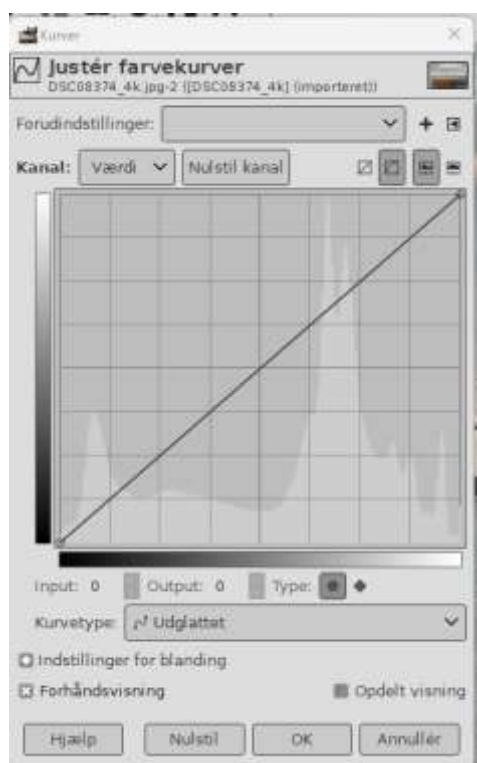 Kurver
Justér farvekurver
DSC08374_4k.jpg-2 ([DSC08374_4k] (importeret))
Forudindstillinger:
Kanal: Værdi Nulstil kanal
Input: 0 Output: 0 Type:
Kurvetype: Udglattet
Indstillinger for blanding
Forhåndsvisning Opdelt visning
Hjælp Nulstil OK Annullér